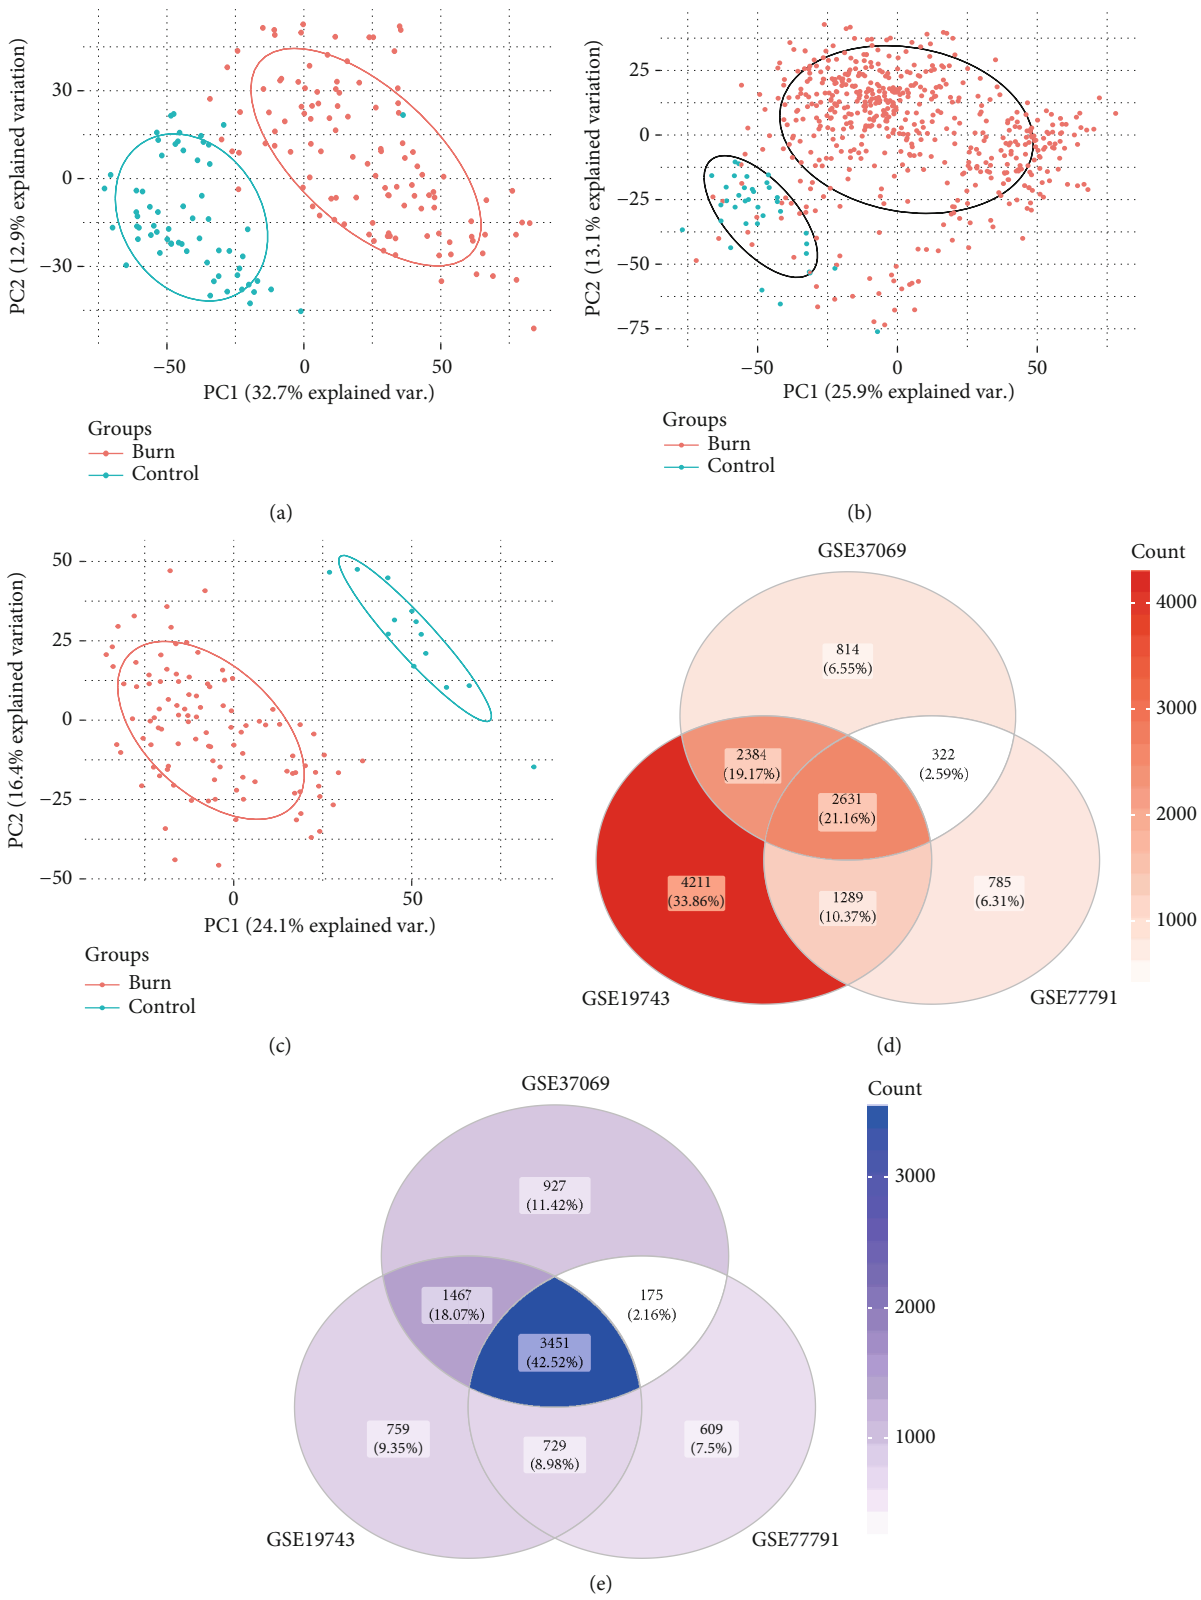 PC2 (12.9% explained variation)
30
0
−30
−50
0
50
PC1 (32.7% explained var.)
Groups
Burn
Control
(a)
PC2 (13.1% explained variation)
25
0
−25
−50
−75
−50
0
50
PC1 (25.9% explained var.)
Groups
Burn
Control
(b)
PC2 (16.4% explained variation)
50
25
0
−25
−50
0
50
PC1 (24.1% explained var.)
Groups
Burn
Control
(c)
GSE37069
814
(6.55%)
2384
(19.17%)
322
(2.59%)
2631
(21.16%)
4211
(33.86%)
1289
(10.37%)
785
(6.31%)
GSE19743
GSE77791
Count
4000
3000
2000
1000
(d)
GSE37069
927
(11.42%)
1467
(18.07%)
175
(2.16%)
3451
(42.52%)
759
(9.35%)
729
(8.98%)
609
(7.5%)
GSE19743
GSE77791
Count
3000
2000
1000
(e)